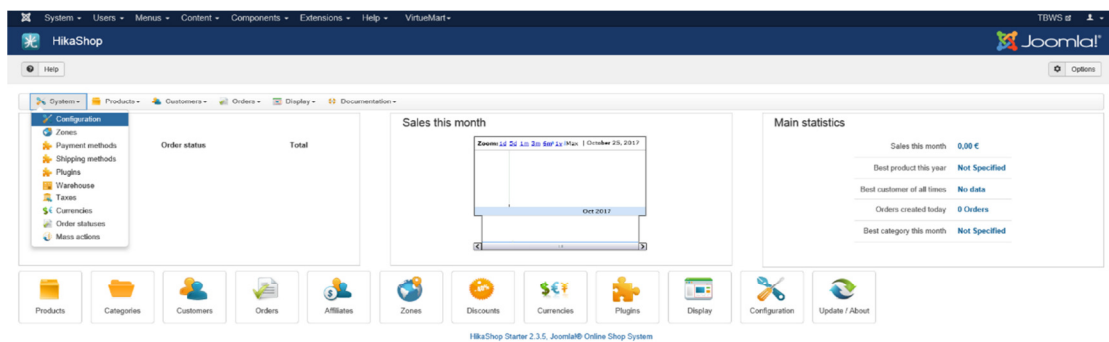 System Users Menus Content Components Extensions Help VirtueMart TBWS
HikaShop Joomla!®
Help Options
System Products Customers Orders Display Documentation
Configuration
Zones
Payment methods
Shipping methods
Plugins
Warehouse
Taxes
Currencies
Order statuses
Mass actions
Order status Total
Sales this month
Zoom: 1d 5d 1m 3m 6m 1y Max | October 25, 2017
Oct 2017
Main statistics
Sales this month 0,00 €
Best product this year Not Specified
Best customer of all times No data
Orders created today 0 Orders
Best category this month Not Specified
Products Categories Customers Orders Affiliates Zones Discounts Currencies Plugins Display Configuration Update / About
HikaShop Starter 2.3.5, Joomla!® Online Shop System